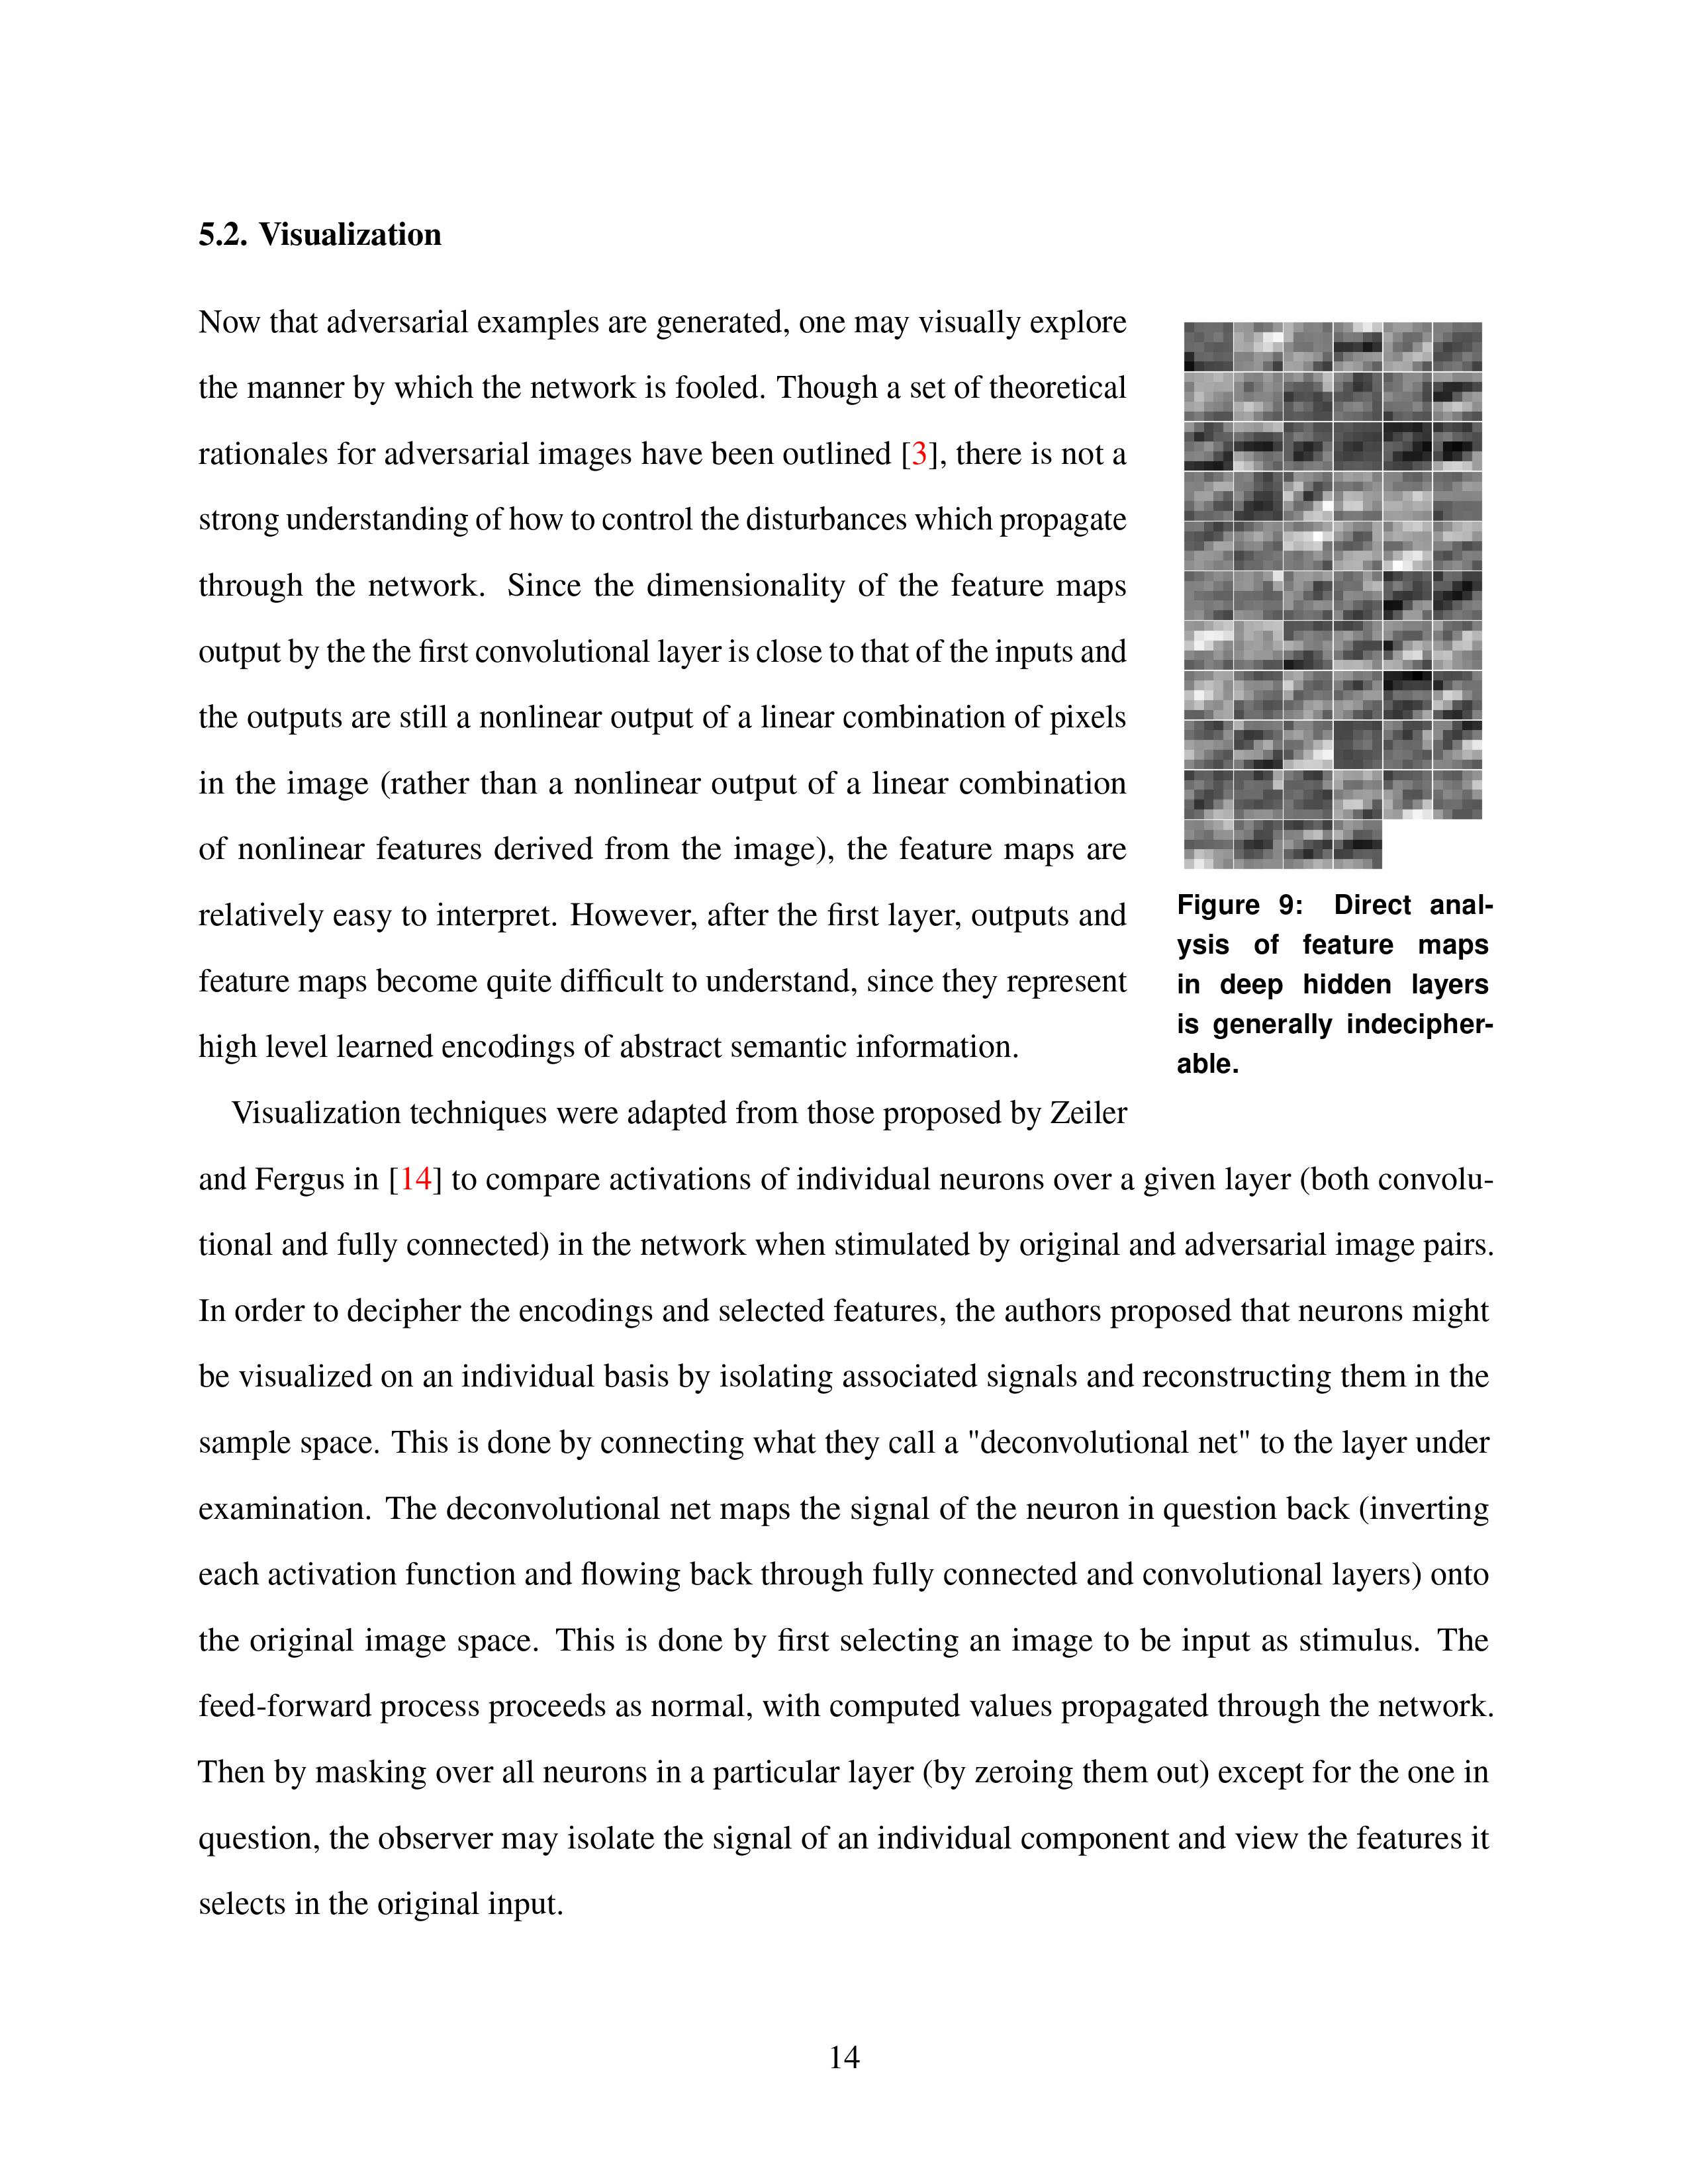 5.2. Visualization
Now that adversarial examples are generated, one may visually explore
the manner by which the network is fooled. Though a set of theoretical
rationales for adversarial images have been outlined [3], there is not a
strong understanding of how to control the disturbances which propagate
through the network. Since the dimensionality of the feature maps
output by the the first convolutional layer is close to that of the inputs and
the outputs are still a nonlinear output of a linear combination of pixels
in the image (rather than a nonlinear output of a linear combination
of nonlinear features derived from the image), the feature maps are
relatively easy to interpret. However, after the first layer, outputs and
feature maps become quite difficult to understand, since they represent
high level learned encodings of abstract semantic information.
Figure 9: Direct anal-
ysis of feature maps
in deep hidden layers
is generally indecipher-
able.
Visualization techniques were adapted from those proposed by Zeiler
and Fergus in [14] to compare activations of individual neurons over a given layer (both convolu-
tional and fully connected) in the network when stimulated by original and adversarial image pairs.
In order to decipher the encodings and selected features, the authors proposed that neurons might
be visualized on an individual basis by isolating associated signals and reconstructing them in the
sample space. This is done by connecting what they call a "deconvolutional net" to the layer under
examination. The deconvolutional net maps the signal of the neuron in question back (inverting
each activation function and flowing back through fully connected and convolutional layers) onto
the original image space. This is done by first selecting an image to be input as stimulus. The
feed-forward process proceeds as normal, with computed values propagated through the network.
Then by masking over all neurons in a particular layer (by zeroing them out) except for the one in
question, the observer may isolate the signal of an individual component and view the features it
selects in the original input.
14